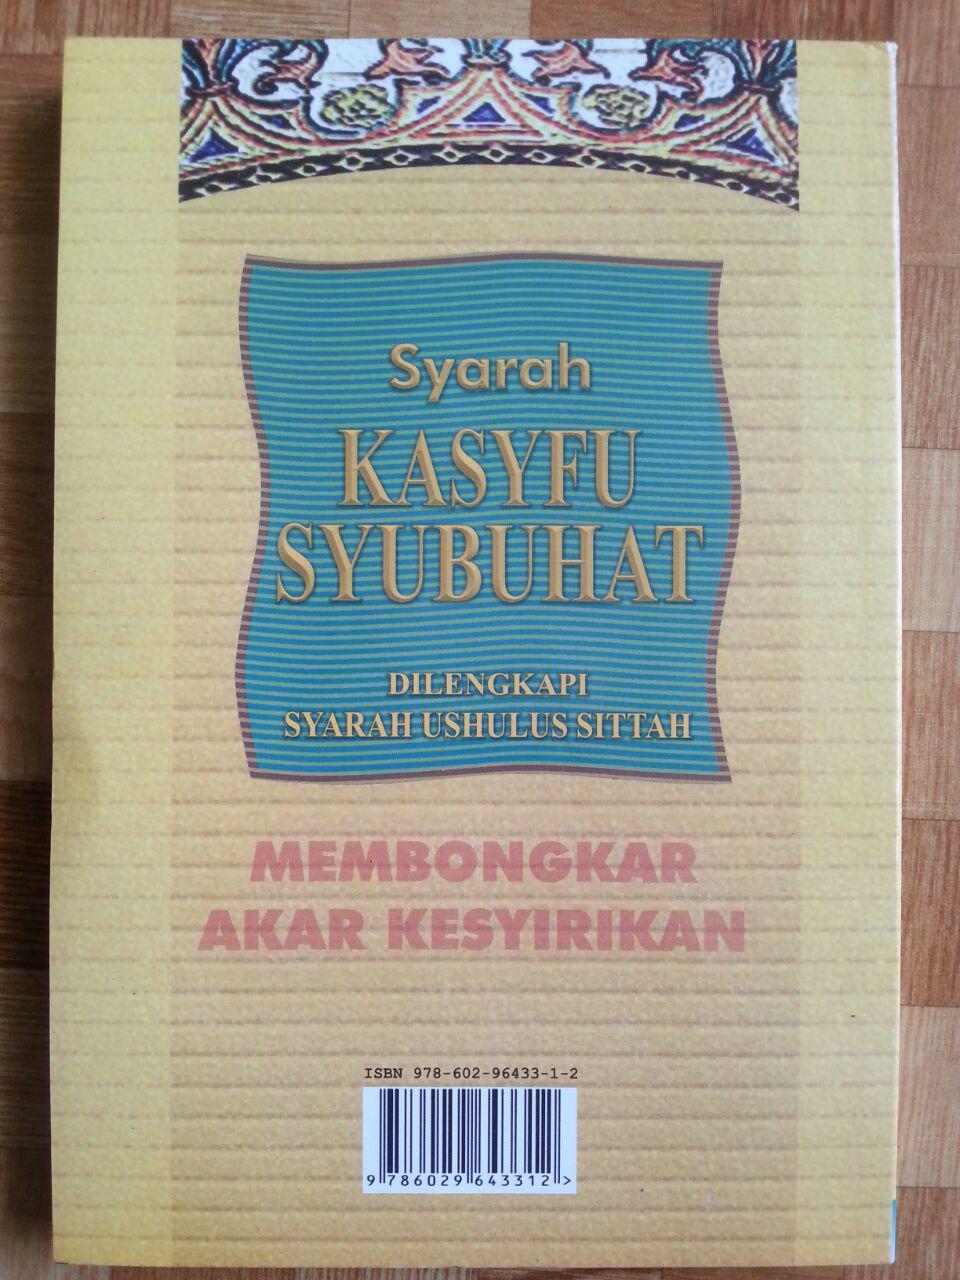 Syarah
KASYFU
SYUBUHAT
DILENGKAPI
SYARAH USHULUS SITTAH
MEMBONGKAR
AKAR KESYIRIKAN
ISBN 978-602-96433-1-2
9 786029 643312 >